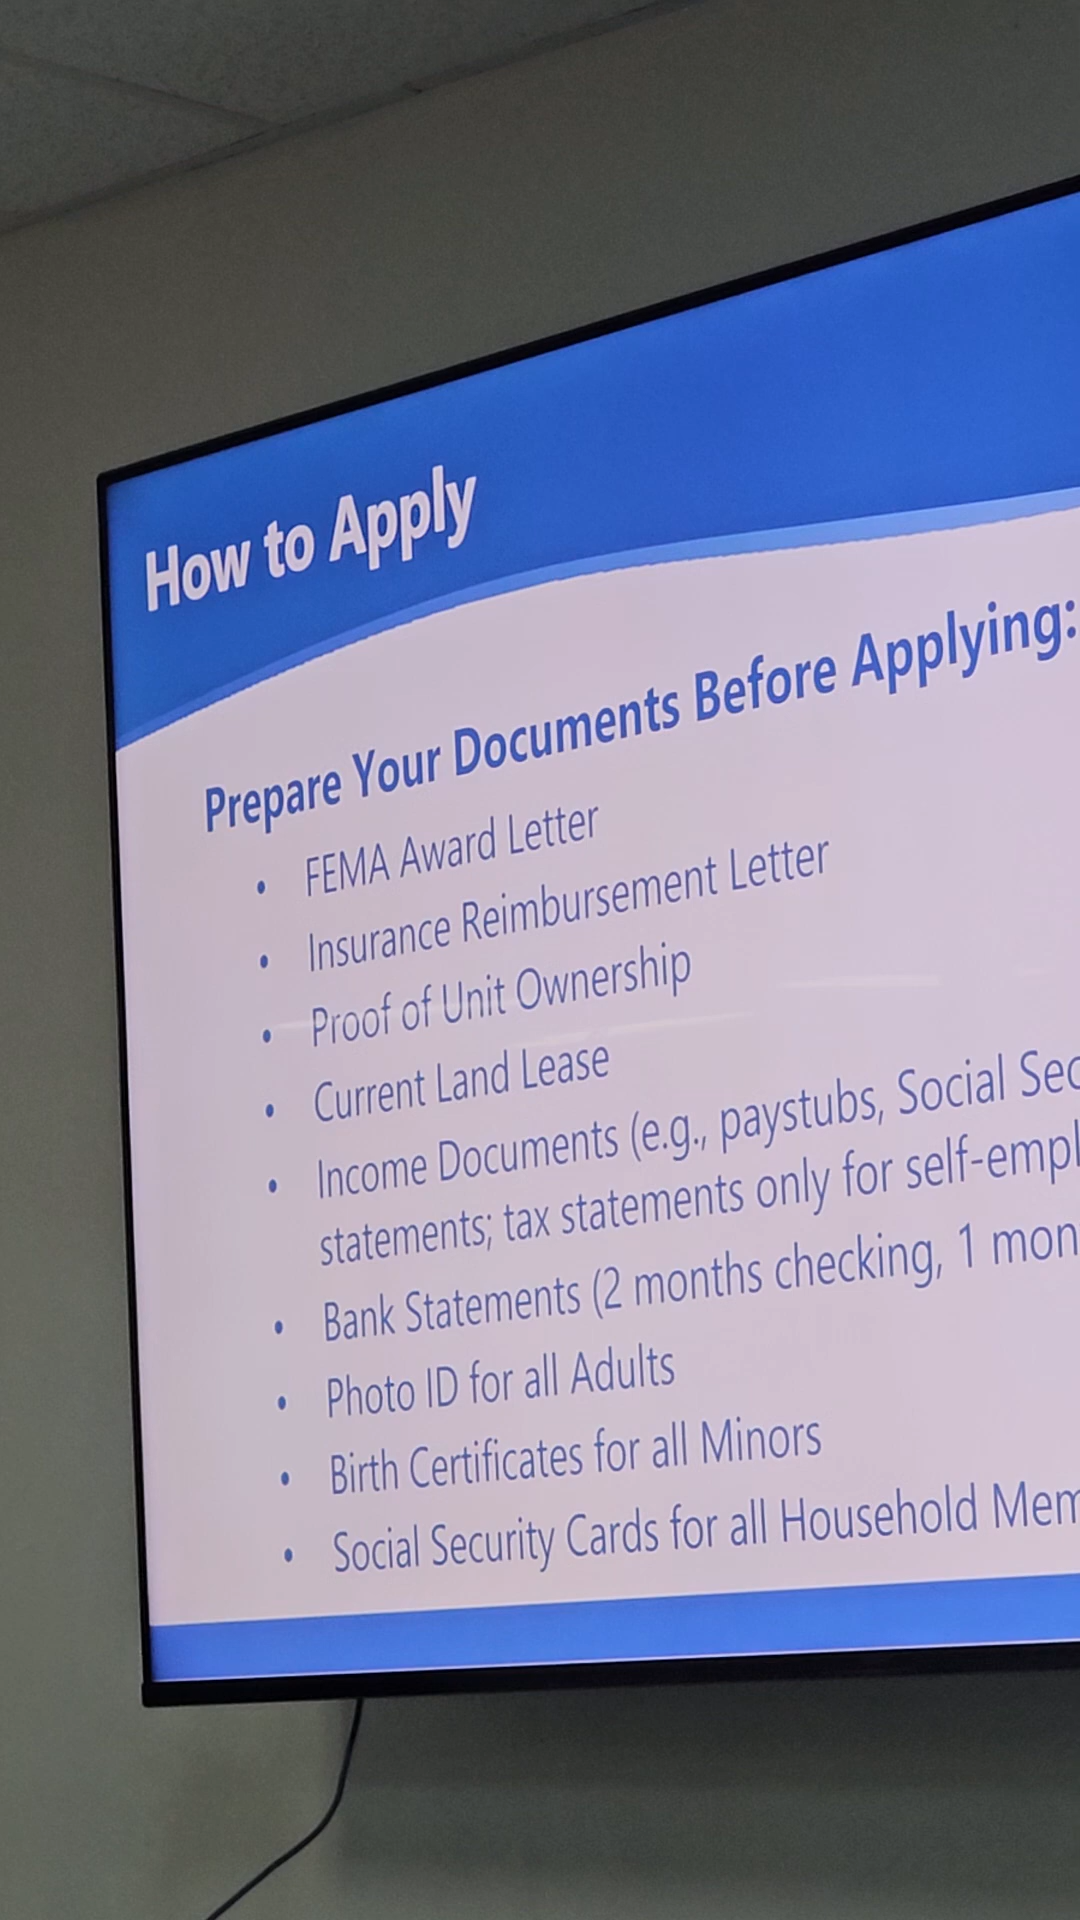 How to Apply
Prepare Your Documents Before Applying:
• FEMA Award Letter
• Insurance Reimbursement Letter
• Proof of Unit Ownership
• Current Land Lease
• Income Documents (e.g., paystubs, Social
statements; tax statements only for
• Bank Statements (2 months checking, 1
• Photo ID for all Adults
• Birth Certificates for all Minors
• Social Security Cards for all Household